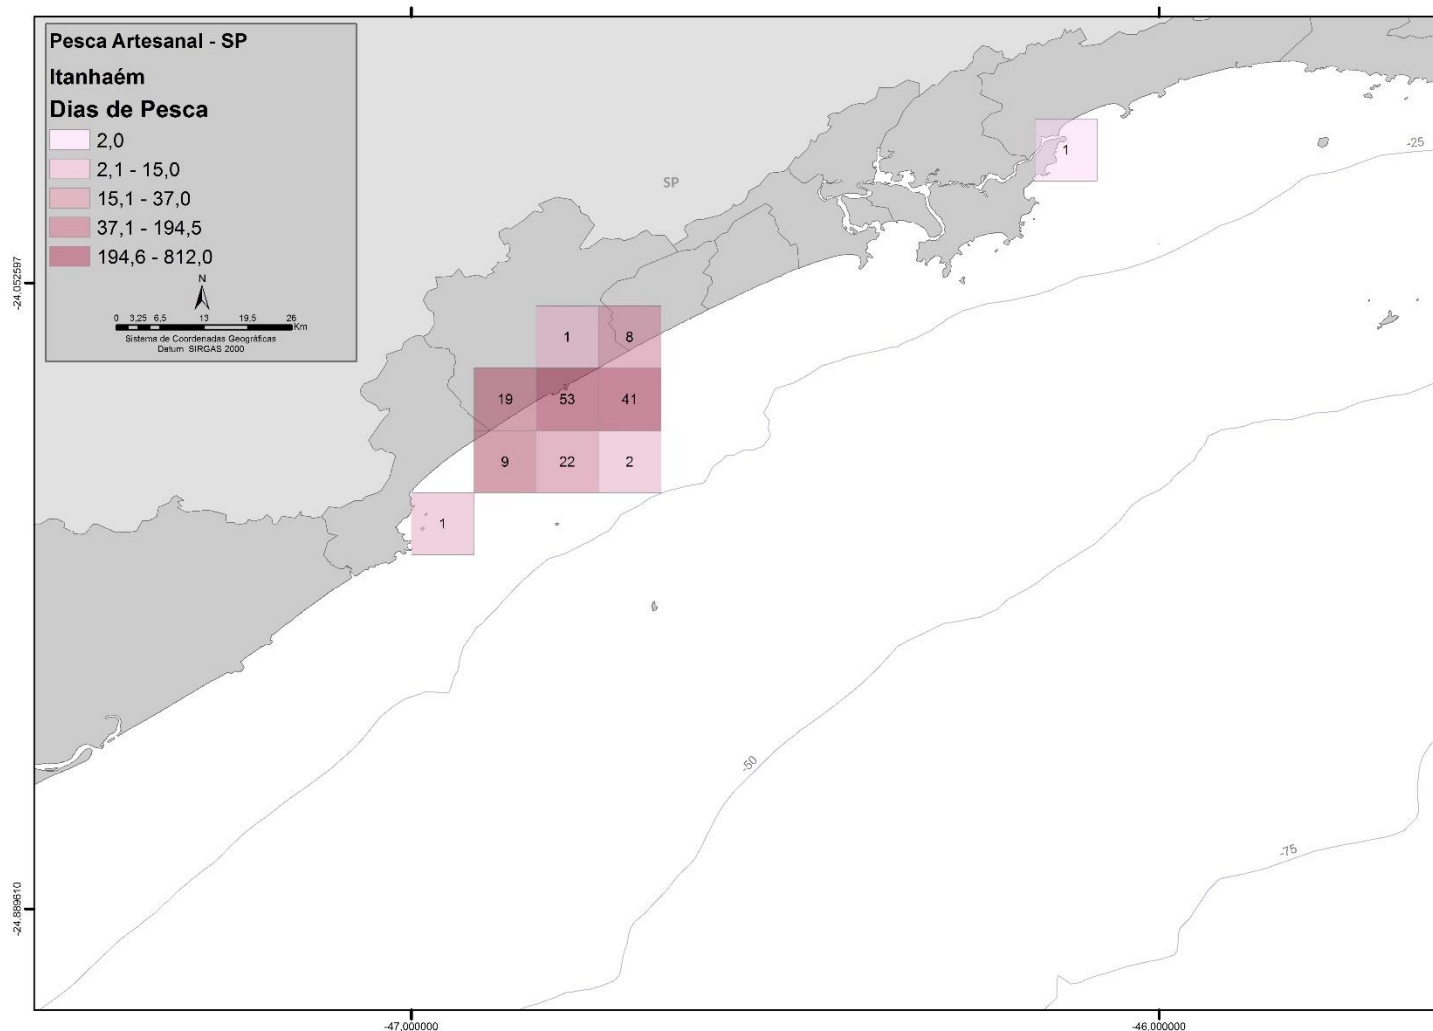 Pesca Artesanal - SP
Itanhaém
Dias de Pesca
2,0
2,1 - 15,0
15,1 - 37,0
37,1 - 194,5
194,6 - 812,0
N
0 3,25 6,5 13 19,5 26
Km
Sistema de Coordenadas Geográficas
Datum SIRGAS 2000
SP
1
-25
-24.052597
1 8
19 53 41
9 22 2
1
-50
-75
-24.889610
-47.000000 -46.000000